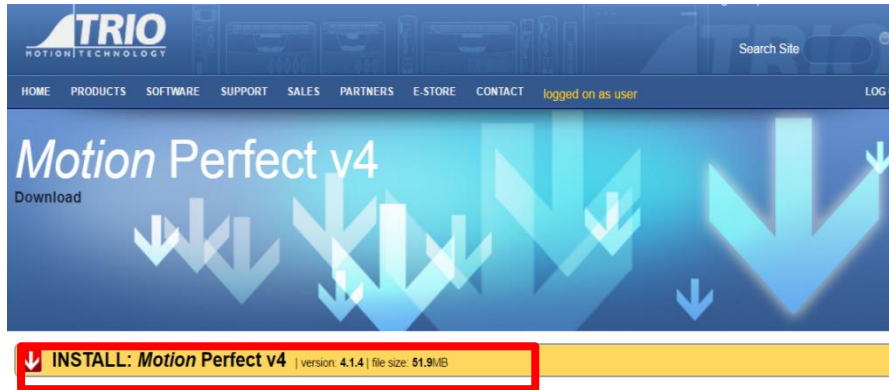 TRIO
MOTION TECHNOLOGY
Search Site
HOME PRODUCTS SOFTWARE SUPPORT SALES PARTNERS E-STORE CONTACT logged on as user LOG
Motion Perfect v4
Download
INSTALL: Motion Perfect v4 | version: 4.1.4 | file size: 51.9MB